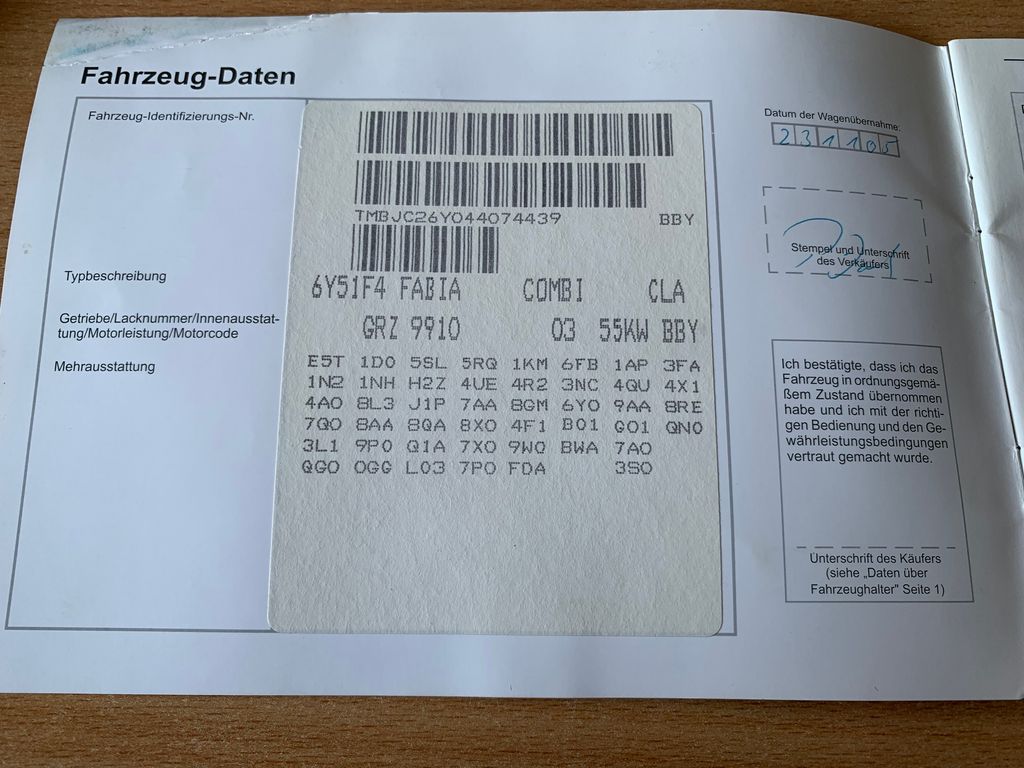 Fahrzeug-Daten
Fahrzeug-Identifizierungs-Nr.
TMBJC26Y044074439 BBY
Typbeschreibung
6Y51F4 FABIA COMBI CLA
Getriebe/Lacknummer/Innenausstat-
tung/Motorleistung/Motorcode
GRZ 9910 03 55KW BBY
Mehrausstattung
E5T 1D0 5SL 5RQ 1KM 6FB 1AP 3FA
1N2 1NH H2Z 4UE 4R2 3NC 4QU 4X1
4A0 8L3 J1P 7AA 8GM 6Y0 9AA 8RE
7Q0 8AA 8QA 8X0 4F1 B01 G01 QN0
3L1 9P0 Q1A 7X0 9W0 BWA 7A0
QG0 0GG L03 7P0 F0A 3S0
Datum der Wagenübernahme:
231105
Stempel und Unterschrift
des Verkäufers
Ich bestätigte, dass ich das
Fahrzeug in ordnungsgemä-
ßem Zustand übernommen
habe und ich mit der richti-
gen Bedienung und den Ge-
währleistungsbedingungen
vertraut gemacht wurde.
Unterschrift des Käufers
(siehe „Daten über
Fahrzeughalter" Seite 1)